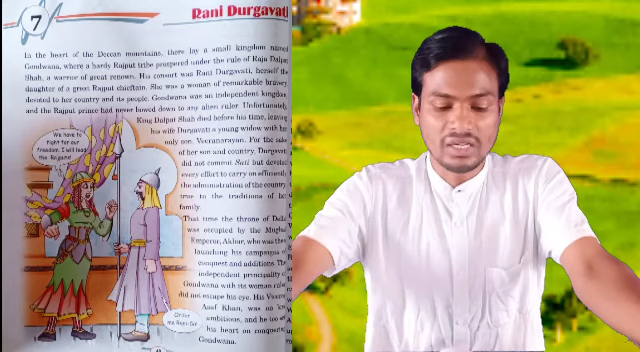 7
Rani Durgavati
In the heart of the Deccan mountains, there lay a small kingdom named
Gondwana, where a hardy Rajput tribe prospered under the rule of Raja Dalpat
Shah, a warrior of great renown. His consort was Rani Durgavati, herself the
daughter of a great Rajput chieftain. She was a woman of remarkable bravery,
devoted to her country and its people. Gondwana was an independent kingdom
and the Rajput prince had never bowed down to any alien ruler. Unfortunately,
King Dalpat Shah died before his time, leaving
his wife Durgavati a young widow with her
only son, Veeranarayan. For the sake
of her son and country, Durgavati
did not commit Sati but devoted
every effort to carry on efficiently
the administration of the country
true to the traditions of her
family.
That time the throne of Delhi
was occupied by the Mughal
Emperor, Akbar, who was then
launching his campaigns of
conquest and additions. The
independent principality of
Gondwana with its woman ruler
did not escape his eye. His
Asaf Khan, was no
ambitions, and he too
his heart on
Gondwana.
We have to
fight for our
freedom. I will lead
the
Order
me Rani-Sa!